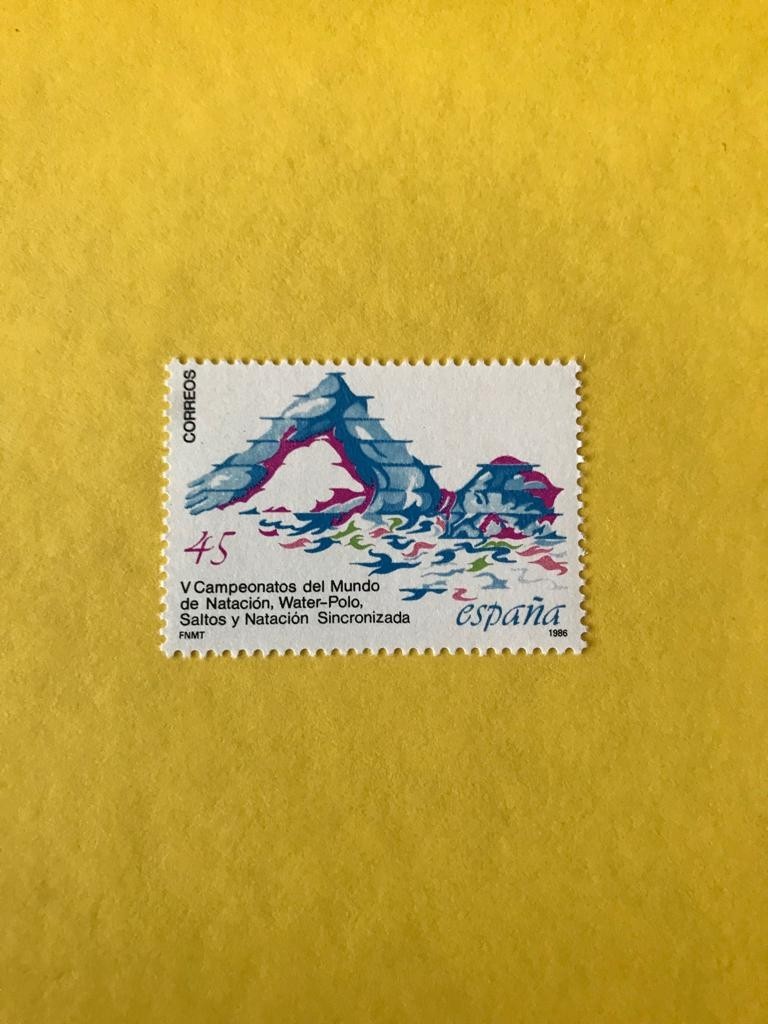 CORREOS
45
V Campeonatos del Mundo
de Natación, Water-Polo,
Saltos y Natación Sincronizada
FNMT
españa
1986